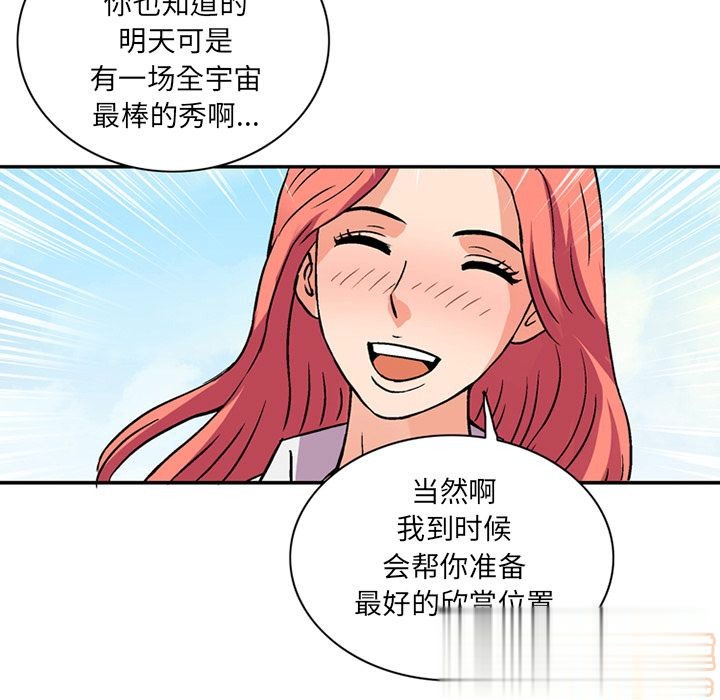 你也知道的
明天可是
有一场全宇宙
最棒的秀啊...
当然啊
我到时候
会帮你准备
最好的欣赏位置